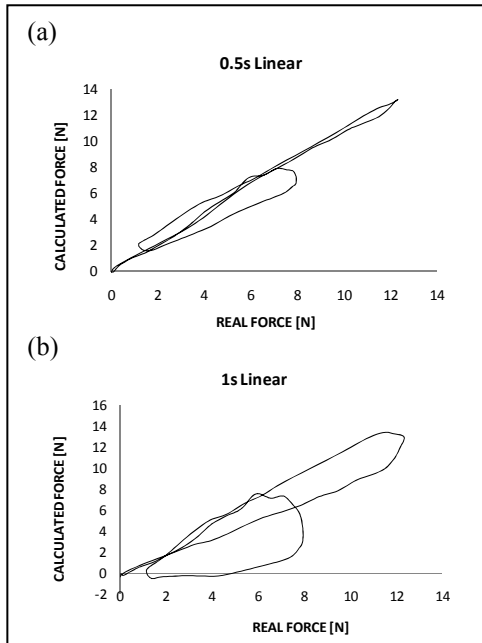 (a)
0.5s Linear
CALCULATED FORCE [N]
14
12
10
8
6
4
2
0
0 2 4 6 8 10 12 14
REAL FORCE [N]
(b)
1s Linear
CALCULATED FORCE [N]
16
14
12
10
8
6
4
2
0
-2
0 2 4 6 8 10 12 14
REAL FORCE [N]